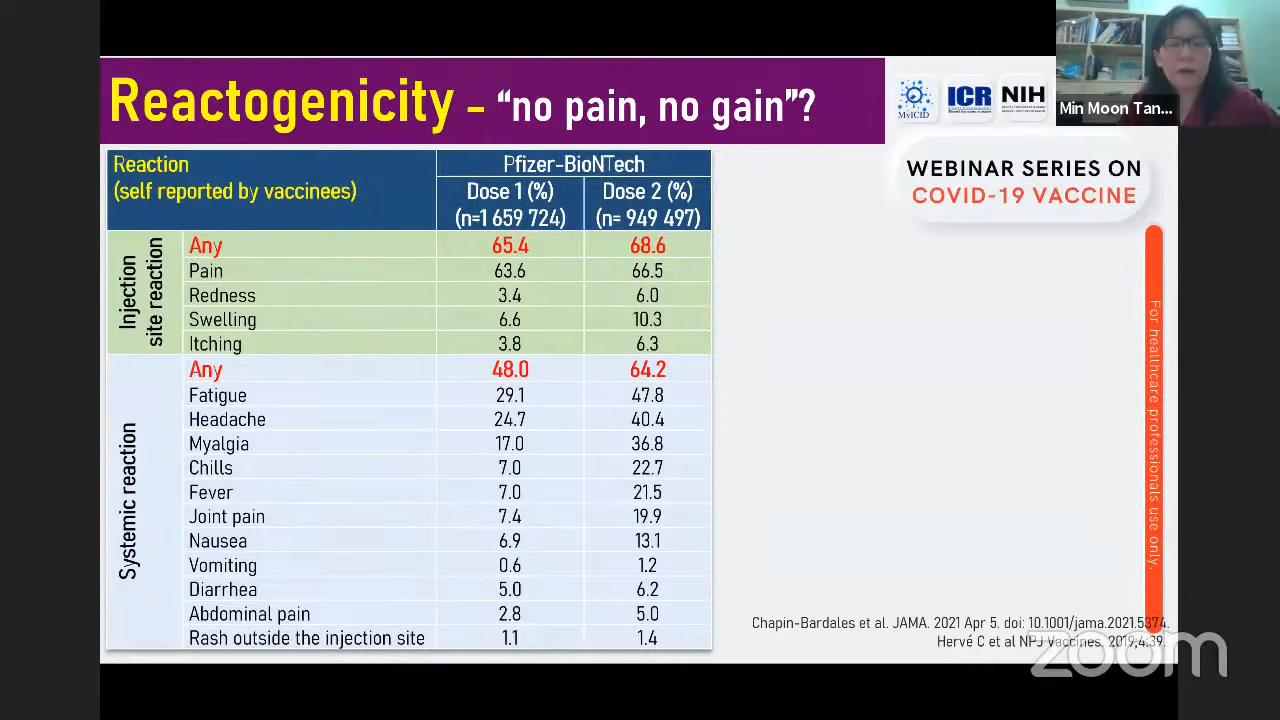 Reactogenicity – “no pain, no gain”?
MyICID
ICR
NIH
Min Moon Tan...
WEBINAR SERIES ON
COVID-19 VACCINE
Reaction
(self reported by vaccinees)
Pfizer-BioNTech
Dose 1 (%)
(n=1 659 724)
Dose 2 (%)
(n= 949 497)
Injection
site reaction
Any 65.4 68.6
Pain 63.6 66.5
Redness 3.4 6.0
Swelling 6.6 10.3
Itching 3.8 6.3
Systemic reaction
Any 48.0 64.2
Fatigue 29.1 47.8
Headache 24.7 40.4
Myalgia 17.0 36.8
Chills 7.0 22.7
Fever 7.0 21.5
Joint pain 7.4 19.9
Nausea 6.9 13.1
Vomiting 0.6 1.2
Diarrhea 5.0 6.2
Abdominal pain 2.8 5.0
Rash outside the injection site 1.1 1.4
For healthcare professionals use only.
Chapin-Bardales et al. JAMA. 2021 Apr 5. doi: 10.1001/jama.2021.5374.
Hervé C et al NPJ Vaccines. 2019;4:39.
zoom